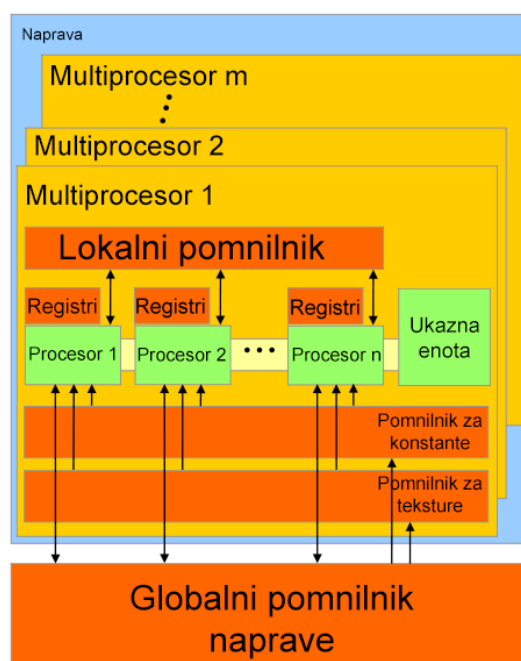 Naprava
Multiprocesor m
Multiprocesor 2
Multiprocesor 1
Lokalni pomnilnik
Registri
Registri
Registri
Procesor 1
Procesor 2
Procesor n
Ukazna
enota
Pomnilnik za
konstante
Pomnilnik za
teksture
Globalni pomnilnik
naprave